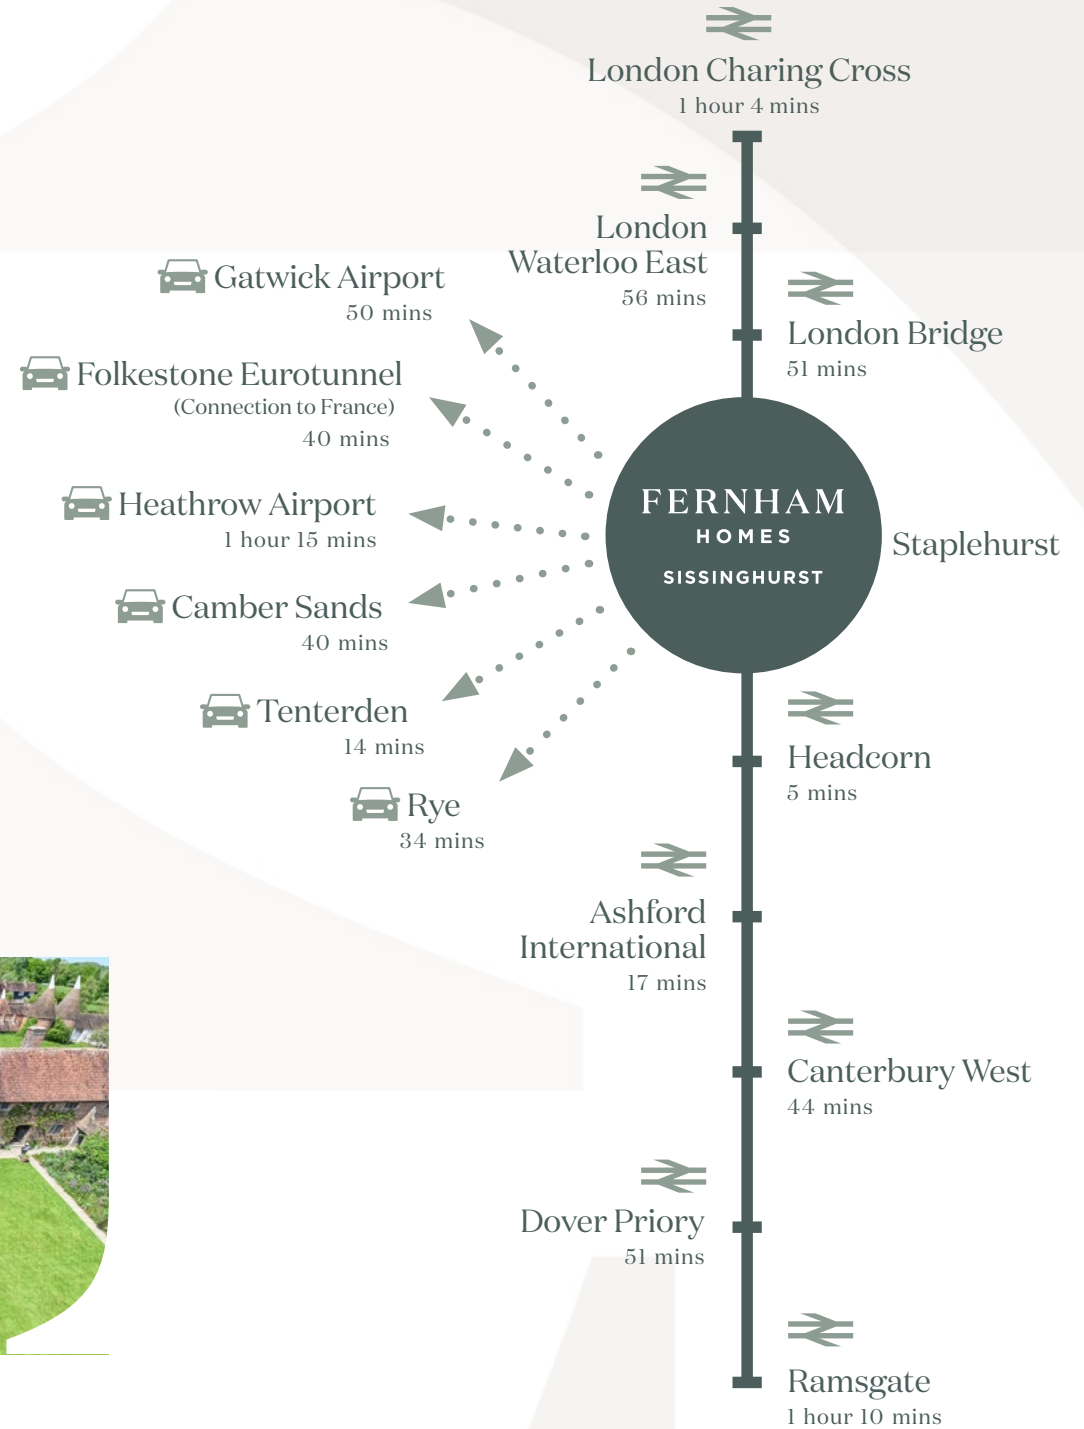 London Charing Cross
1 hour 4 mins
London
Waterloo East
56 mins
London Bridge
51 mins
Gatwick Airport
50 mins
Folkestone Eurotunnel
(Connection to France)
40 mins
Heathrow Airport
1 hour 15 mins
Camber Sands
40 mins
Tenterden
14 mins
Rye
34 mins
FERNHAM
HOMES
SISSINGHURST
Staplehurst
Headcorn
5 mins
Ashford
International
17 mins
Canterbury West
44 mins
Dover Priory
51 mins
Ramsgate
1 hour 10 mins